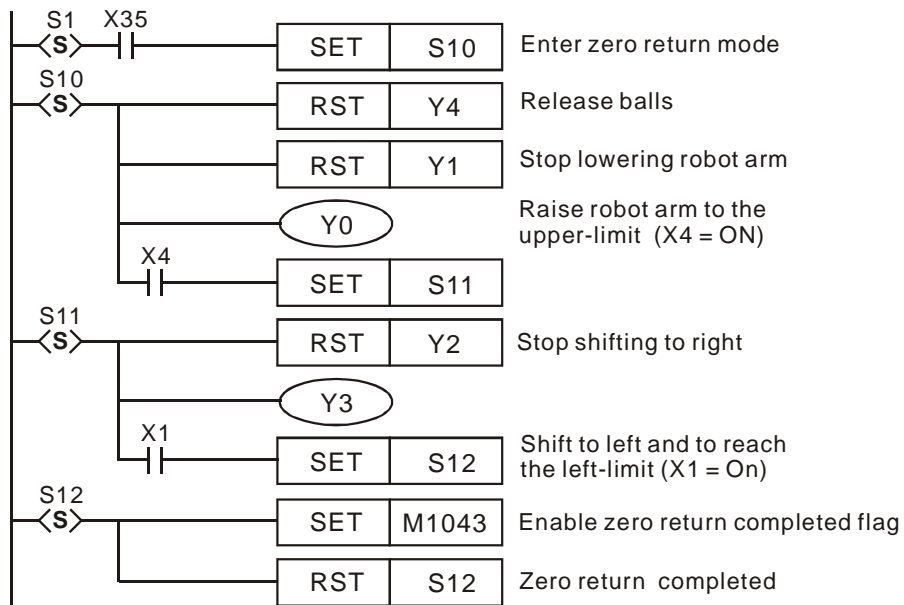 S1 X35
S SET S10 Enter zero return mode
S10
S RST Y4 Release balls
RST Y1 Stop lowering robot arm
Y0 Raise robot arm to the
upper-limit (X4 = ON)
X4
SET S11
S11
S RST Y2 Stop shifting to right
Y3
X1
SET S12 Shift to left and to reach
the left-limit (X1 = On)
S12
S SET M1043 Enable zero return completed flag
RST S12 Zero return completed